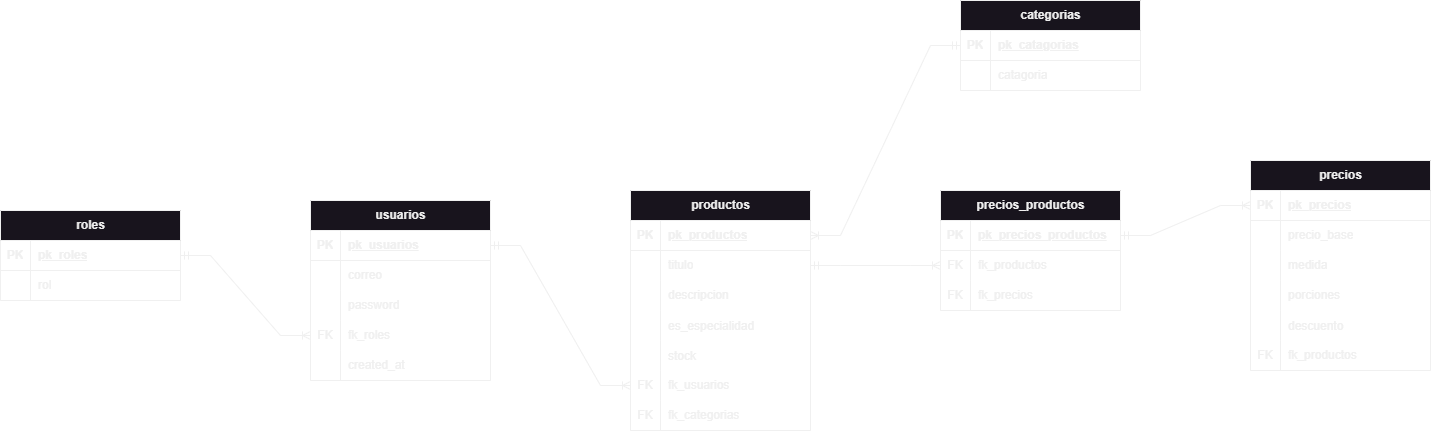 categorias
PK pk_catagorias
catagoria
roles
PK pk_roles
rol
usuarios
PK pk_usuarios
correo
password
FK fk_roles
created_at
productos
PK pk_productos
titulo
descripcion
es_especialidad
stock
FK fk_usuarios
FK fk_categorias
precios_productos
PK pk_precios_productos
FK fk_productos
FK fk_precios
precios
PK pk_precios
precio_base
medida
porciones
descuento
FK fk_productos